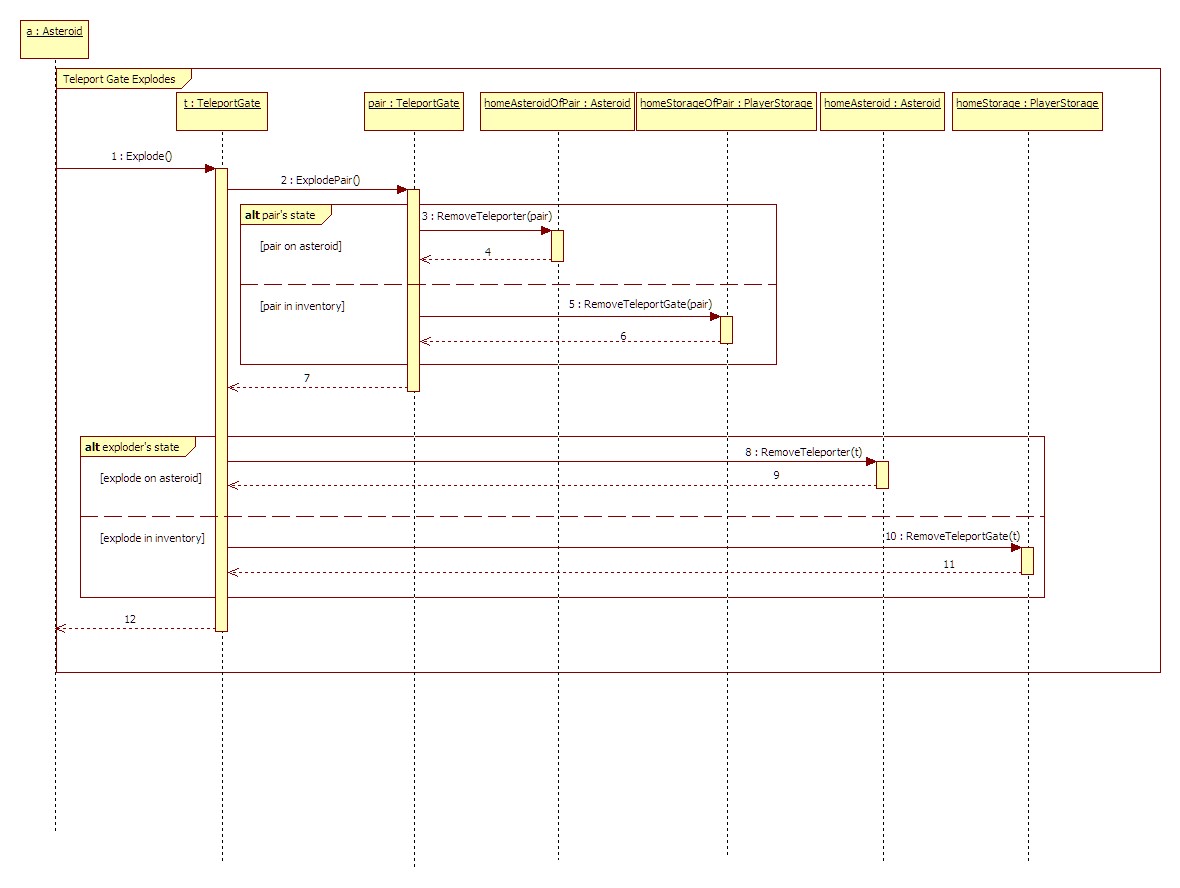 a : Asteroid
Teleport Gate Explodes
t : TeleportGate
pair : TeleportGate
homeAsteroidOfPair : Asteroid
homeStorageOfPair : PlayerStorage
homeAsteroid : Asteroid
homeStorage : PlayerStorage
1 : Explode()
2 : ExplodePair()
alt pair's state
3 : RemoveTeleporter(pair)
[pair on asteroid]
4
[pair in inventory]
5 : RemoveTeleportGate(pair)
6
7
alt exploder's state
8 : RemoveTeleporter(t)
[explode on asteroid]
9
[explode in inventory]
10 : RemoveTeleportGate(t)
11
12